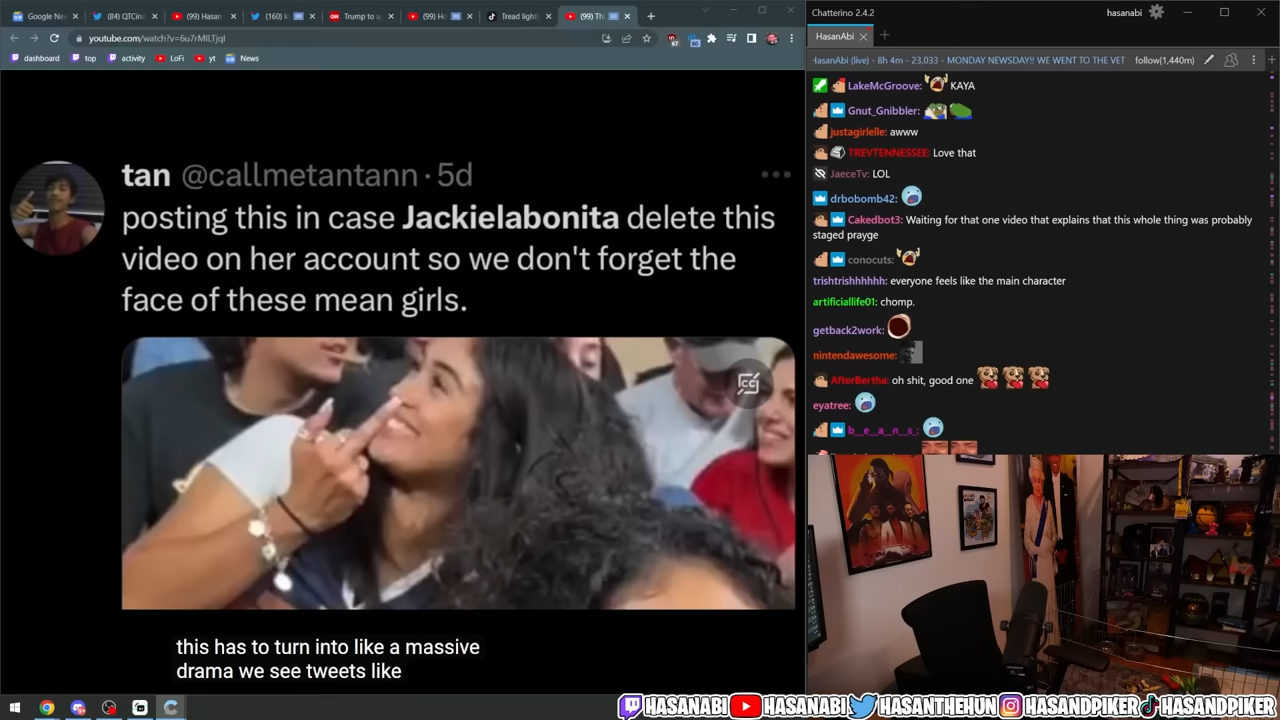 Google Ne
(84) QTCin
(99) Hasan
(160) k
Trump to a
(99) Ho
Tread light
(99) Th
youtube.com/watch?v=6u7rMILTjqI
67
80
dashboard
top
activity
LoFi
yt
News
tan @callmetantann · 5d
posting this in case Jackielabonita delete this
video on her account so we don't forget the
face of these mean girls.
this has to turn into like a massive
drama we see tweets like
Chatterino 2.4.2
hasanabi
HasanAbi
HasanAbi (live) - 8h 4m - 23,033 - MONDAY NEWSDAY!! WE WENT TO THE VET
follow(1,440m)
LakeMcGroove: KAYA
Gnut_Gnibbler:
justagirlelle: awww
TREVTENNESSEE: Love that
JaeceTv: LOL
drbobomb42:
Cakedbot3: Waiting for that one video that explains that this whole thing was probably
staged prayge
conocuts:
trishtrishhhhhh: everyone feels like the main character
artificiallife01: chomp.
getback2work:
nintendawesome:
AfterBertha: oh shit, good one
eyatree:
b__e__a__n__s_:
HASANABI
HASANABI
HASANTHEHUN
HASANDPIKER
HASANDPIKER